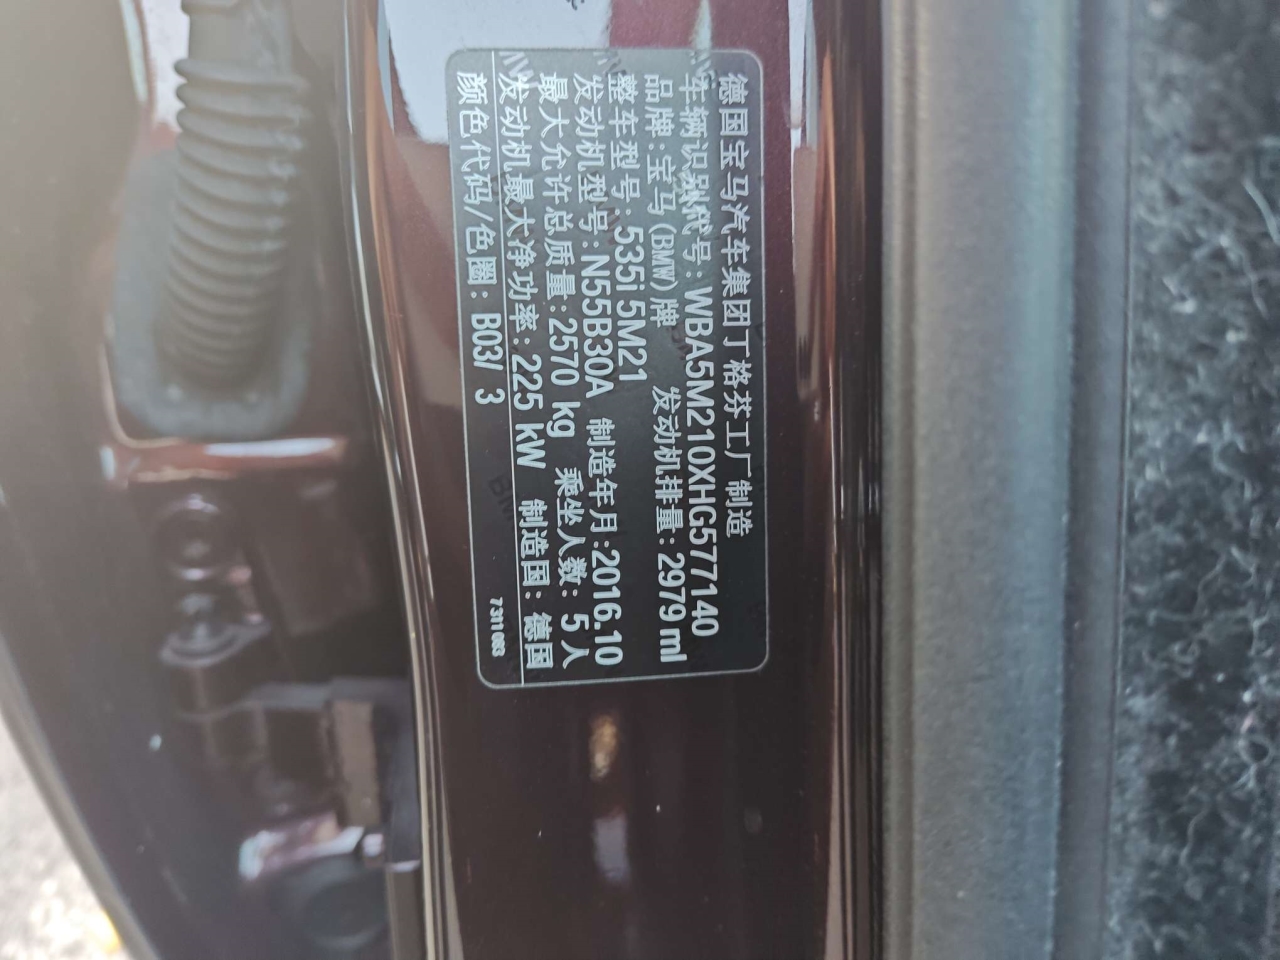 德国宝马汽车集团丁格芬工厂制造
车辆识别代号: WBA5M210XHG577140
品牌: 宝马(BMW)牌 发动机排量: 2979 ml
整车型号: 535i 5M21
发动机型号: N55B30A 制造年月: 2016.10
最大允许总质量: 2570 kg 乘坐人数: 5人
发动机最大净功率: 225 kW 制造国: 德国
颜色代码/色圈: B03/ 3
7 311 083